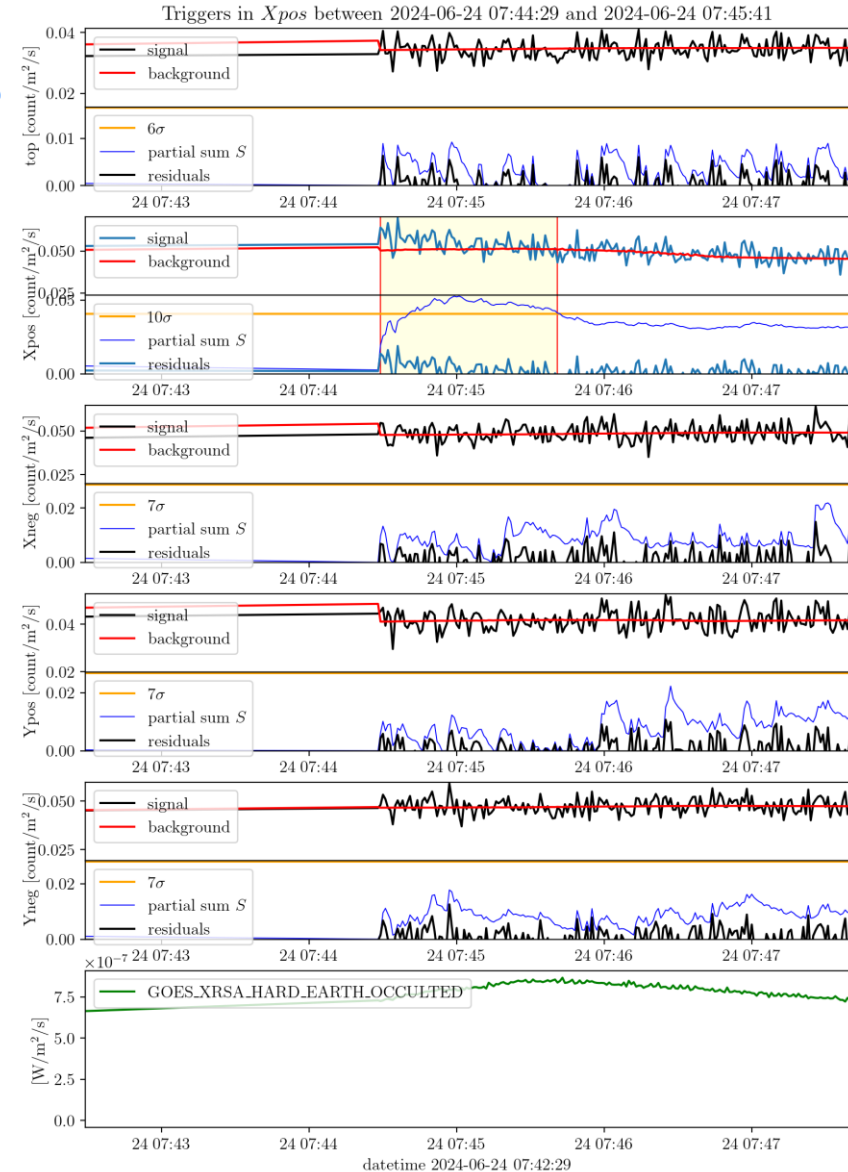 Triggers in Xpos between 2024-06-24 07:44:29 and 2024-06-24 07:45:41
top [count/m²/s]
0.04
0.02
signal
background
0.01
0.00
6σ
partial sum S
residuals
24 07:43 24 07:44 24 07:45 24 07:46 24 07:47
Xpos [count/m²/s]
0.050
0.025
signal
background
0.00
10σ
partial sum S
residuals
24 07:43 24 07:44 24 07:45 24 07:46 24 07:47
Xneg [count/m²/s]
0.050
0.025
signal
background
0.02
0.00
7σ
partial sum S
residuals
24 07:43 24 07:44 24 07:45 24 07:46 24 07:47
Ypos [count/m²/s]
0.04
0.02
signal
background
0.02
0.00
7σ
partial sum S
residuals
24 07:43 24 07:44 24 07:45 24 07:46 24 07:47
Yneg [count/m²/s]
0.050
0.025
signal
background
0.02
0.00
7σ
partial sum S
residuals
24 07:43 24 07:44 24 07:45 24 07:46 24 07:47
×10⁻⁷
[W/m²/s]
7.5
5.0
2.5
0.0
GOES_XRSA_HARD_EARTH_OCCULTED
24 07:43 24 07:44 24 07:45 24 07:46 24 07:47
datetime 2024-06-24 07:42:29